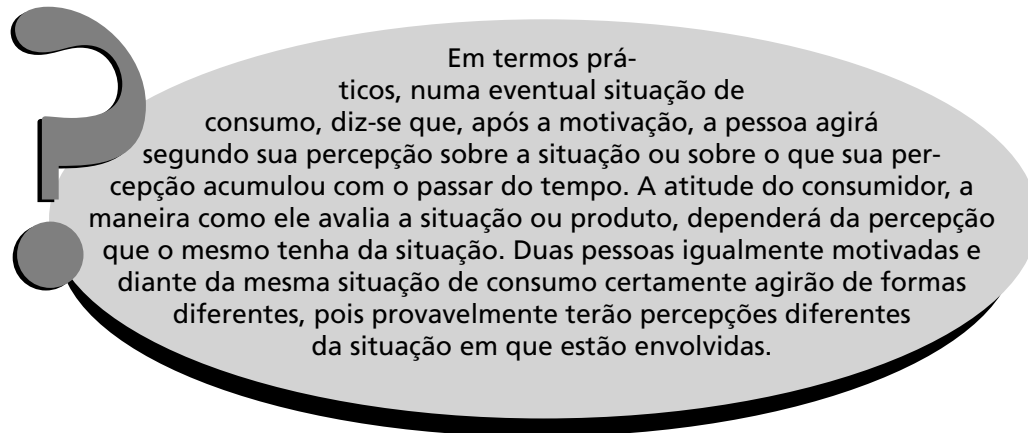 Em termos prá-
ticos, numa eventual situação de
consumo, diz-se que, após a motivação, a pessoa agirá
segundo sua percepção sobre a situação ou sobre o que sua per-
cepção acumulou com o passar do tempo. A atitude do consumidor, a
maneira como ele avalia a situação ou produto, dependerá da percepção
que o mesmo tenha da situação. Duas pessoas igualmente motivadas e
diante da mesma situação de consumo certamente agirão de formas
diferentes, pois provavelmente terão percepções diferentes
da situação em que estão envolvidas.